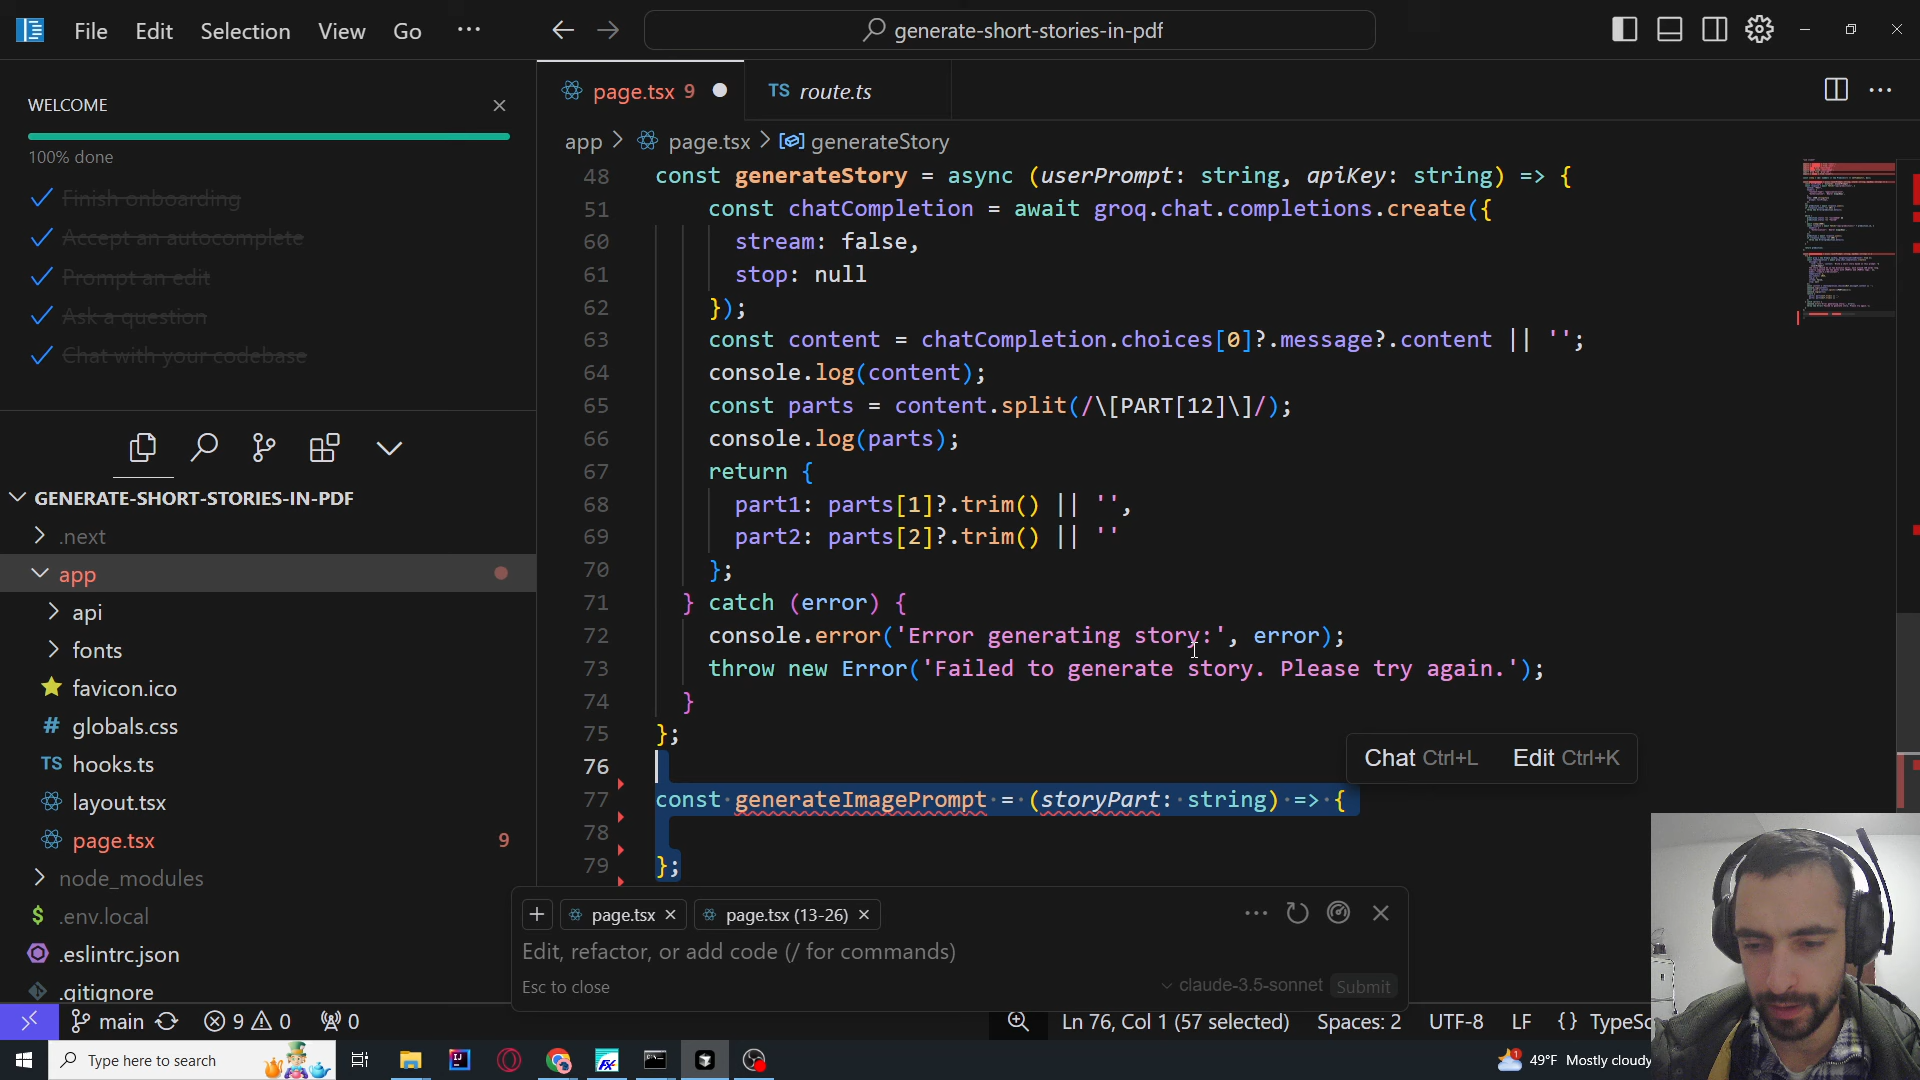 File Edit Selection View Go ···
generate-short-stories-in-pdf
WELCOME
100% done
Finish onboarding
Accept an autocomplete
Prompt an edit
Ask a question
Chat with your codebase
GENERATE-SHORT-STORIES-IN-PDF
.next
app
api
fonts
favicon.ico
# globals.css
TS hooks.ts
layout.tsx
page.tsx 9
node_modules
$ .env.local
.eslintrc.json
.gitignore
page.tsx 9
TS route.ts
app > page.tsx > generateStory
48 const generateStory = async (userPrompt: string, apiKey: string) => {
51 const chatCompletion = await groq.chat.completions.create({
60 stream: false,
61 stop: null
62 });
63 const content = chatCompletion.choices[0]?.message?.content || '';
64 console.log(content);
65 const parts = content.split(/\[PART[12]\]/);
66 console.log(parts);
67 return {
68 part1: parts[1]?.trim() || '',
69 part2: parts[2]?.trim() || ''
70 };
71 } catch (error) {
72 console.error('Error generating story:', error);
73 throw new Error('Failed to generate story. Please try again.');
74 }
75 };
76
77 const generateImagePrompt = (storyPart: string) => {
78
79 };
Chat Ctrl+L Edit Ctrl+K
+ page.tsx × page.tsx (13-26) ×
Edit, refactor, or add code (/ for commands)
Esc to close
claude-3.5-sonnet Submit
main 9 0 0
Ln 76, Col 1 (57 selected) Spaces: 2 UTF-8 LF {} TypeSc
Type here to search
49°F Mostly cloudy